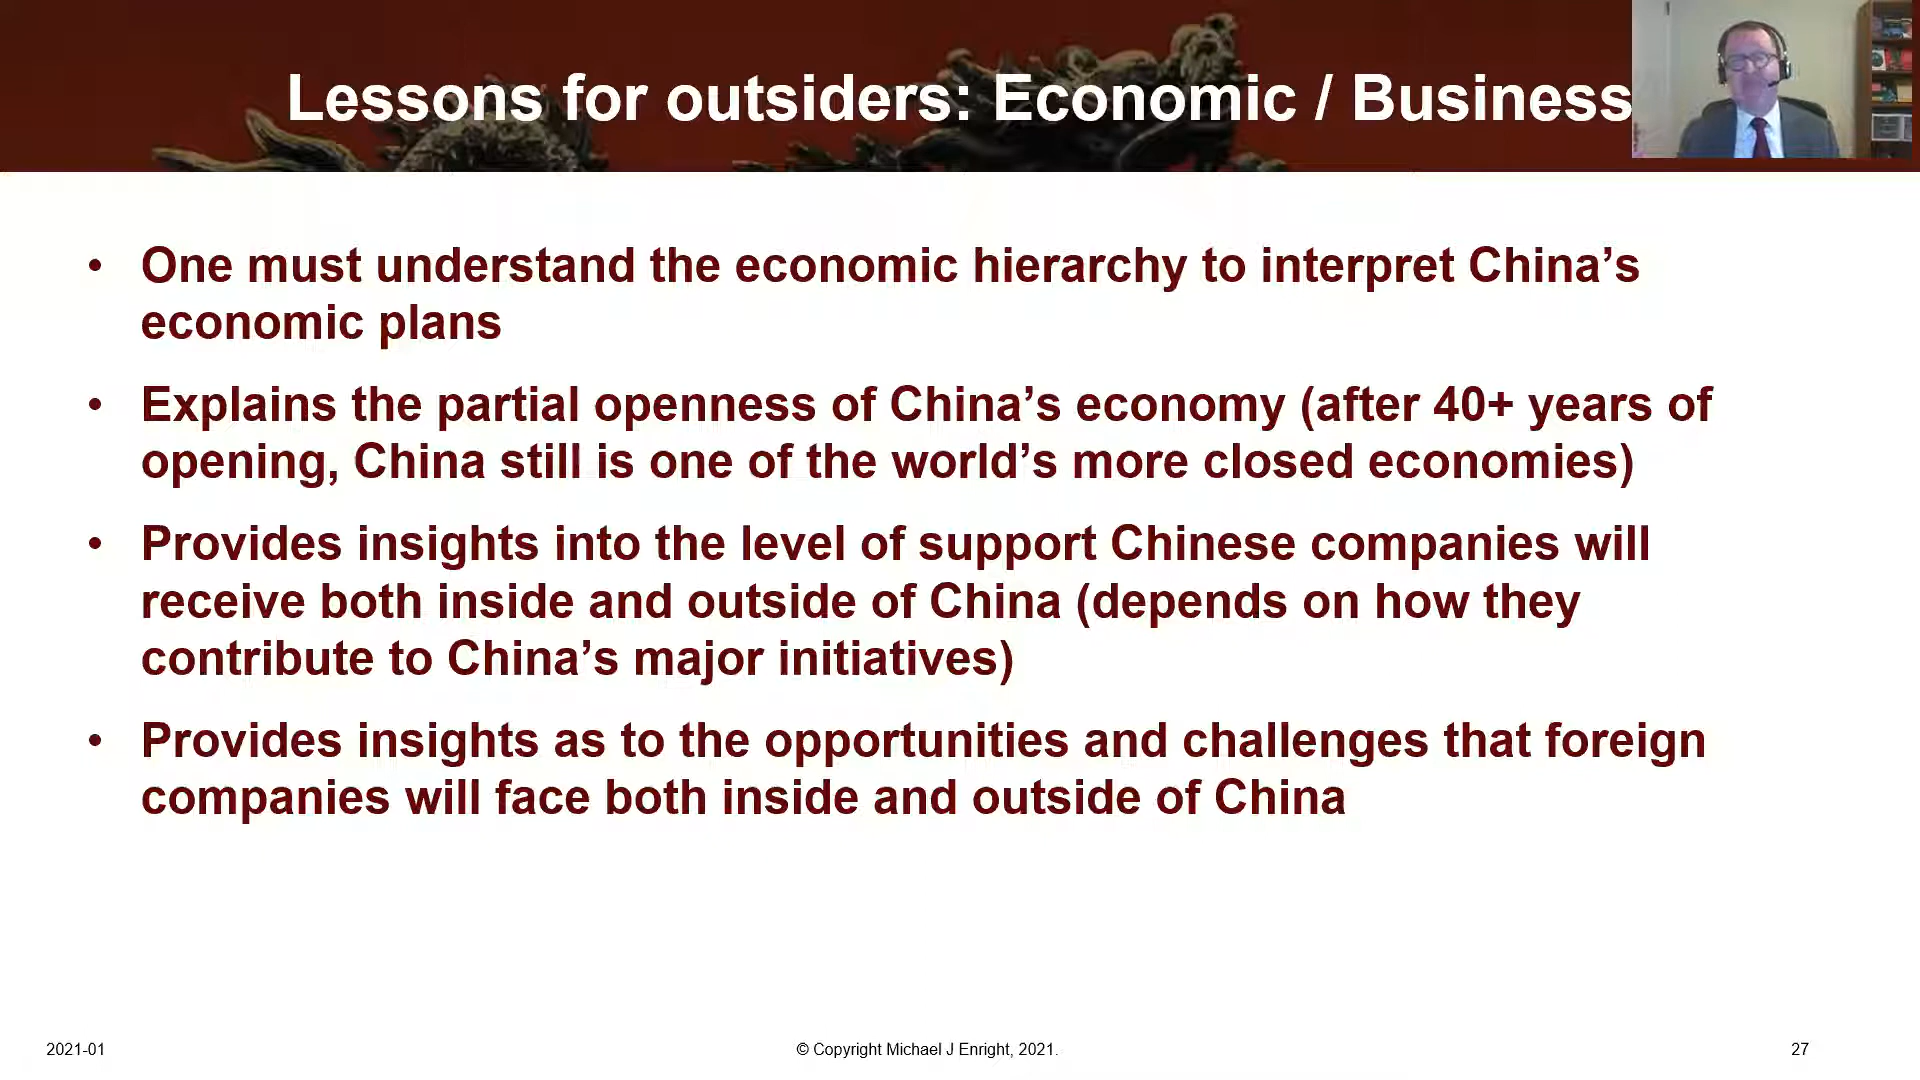 Lessons for outsiders: Economic / Business
• One must understand the economic hierarchy to interpret China’s
economic plans
• Explains the partial openness of China’s economy (after 40+ years of
opening, China still is one of the world’s more closed economies)
• Provides insights into the level of support Chinese companies will
receive both inside and outside of China (depends on how they
contribute to China’s major initiatives)
• Provides insights as to the opportunities and challenges that foreign
companies will face both inside and outside of China
2021-01
© Copyright Michael J Enright, 2021.
27